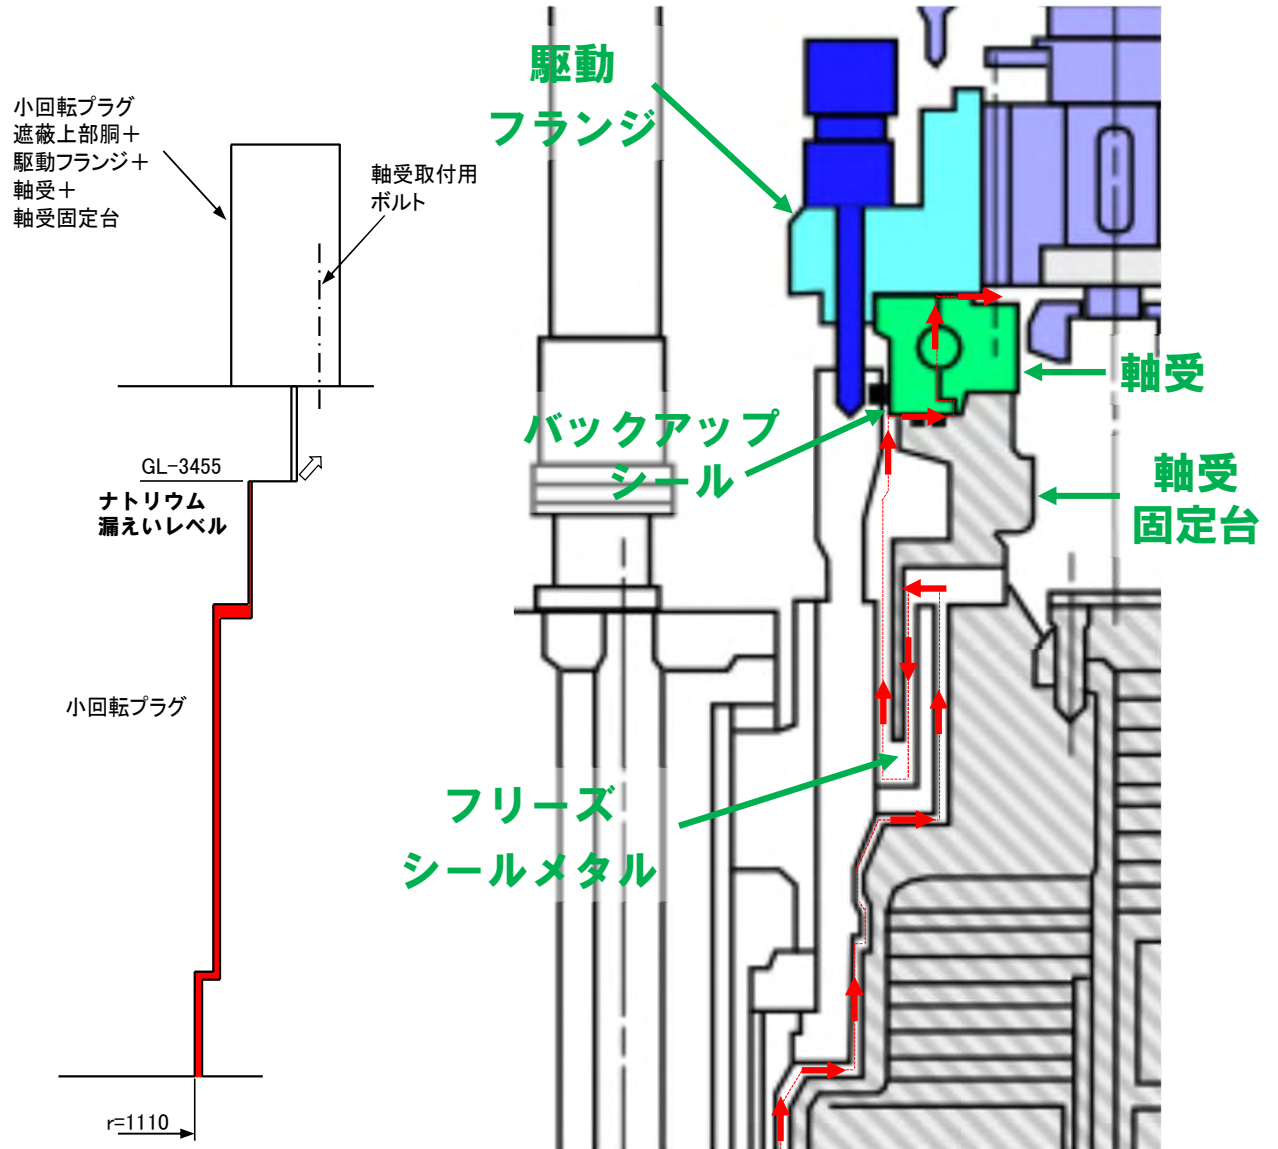 小回転プラグ
遮蔽上部胴＋
駆動フランジ＋
軸受＋
軸受固定台
軸受取付用
ボルト
GL-3455
ナトリウム
漏えいレベル
小回転プラグ
r=1110
駆動
フランジ
軸受
バックアップ
シール
軸受
固定台
フリーズ
シールメタル